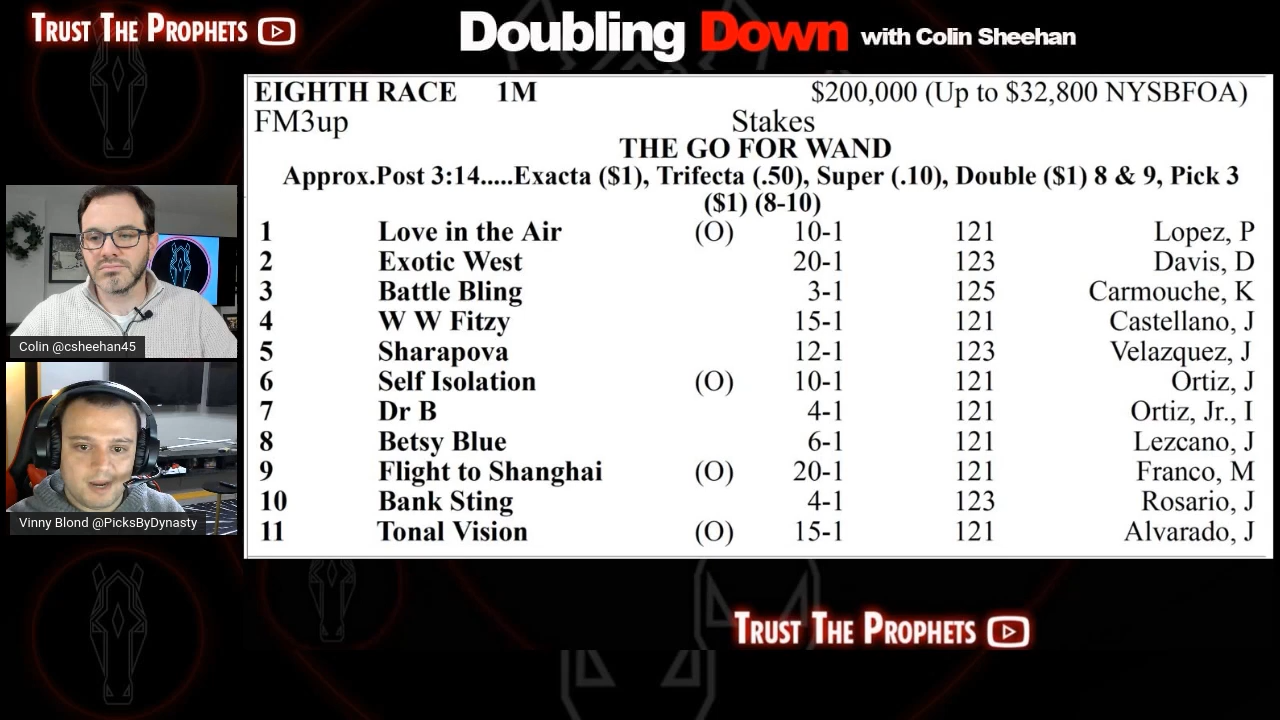 TRUST THE PROPHETS
Doubling Down with Colin Sheehan
EIGHTH RACE 1M $200,000 (Up to $32,800 NYSBFOA)
FM3up Stakes
THE GO FOR WAND
Approx.Post 3:14.....Exacta ($1), Trifecta (.50), Super (.10), Double ($1) 8 & 9, Pick 3
($1) (8-10)
1 Love in the Air (O) 10-1 121 Lopez, P
2 Exotic West 20-1 123 Davis, D
3 Battle Bling 3-1 125 Carmouche, K
4 W W Fitzy 15-1 121 Castellano, J
5 Sharapova 12-1 123 Velazquez, J
6 Self Isolation (O) 10-1 121 Ortiz, J
7 Dr B 4-1 121 Ortiz, Jr., I
8 Betsy Blue 6-1 121 Lezcano, J
9 Flight to Shanghai (O) 20-1 121 Franco, M
10 Bank Sting 4-1 123 Rosario, J
11 Tonal Vision (O) 15-1 121 Alvarado, J
Colin @csheehan45
Vinny Blond @PicksByDynasty
TRUST THE PROPHETS